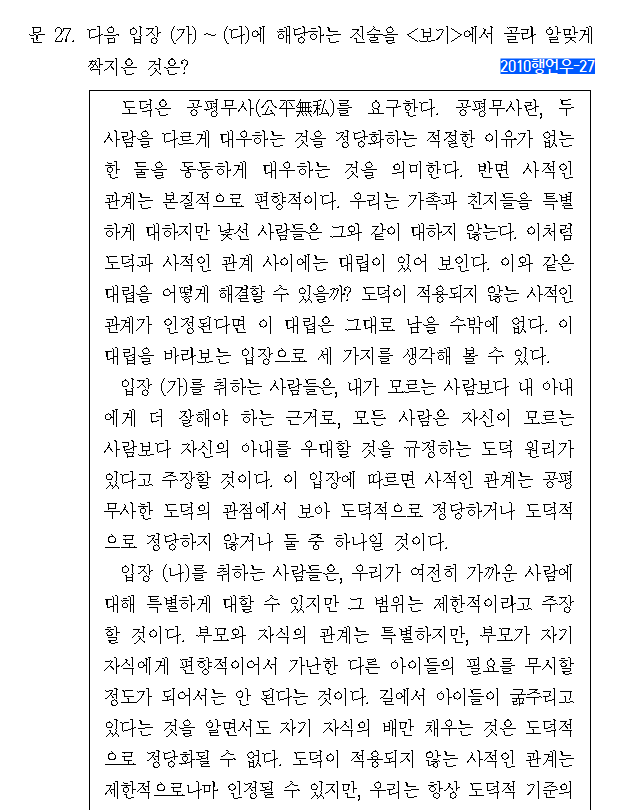 문 27. 다음 입장 (가) ~ (다)에 해당하는 진술을 <보기>에서 골라 알맞게
짝지은 것은?
2010행언우-27
도덕은 공평무사(公平無私)를 요구한다. 공평무사란, 두
사람을 다르게 대우하는 것을 정당화하는 적절한 이유가 없는
한 둘을 동등하게 대우하는 것을 의미한다. 반면 사적인
관계는 본질적으로 편향적이다. 우리는 가족과 친지들을 특별
하게 대하지만 낯선 사람들은 그와 같이 대하지 않는다. 이처럼
도덕과 사적인 관계 사이에는 대립이 있어 보인다. 이와 같은
대립을 어떻게 해결할 수 있을까? 도덕이 적용되지 않는 사적인
관계가 인정된다면 이 대립은 그대로 남을 수밖에 없다. 이
대립을 바라보는 입장으로 세 가지를 생각해 볼 수 있다.
입장 (가)를 취하는 사람들은, 내가 모르는 사람보다 내 아내
에게 더 잘해야 하는 근거로, 모든 사람은 자신이 모르는
사람보다 자신의 아내를 우대할 것을 규정하는 도덕 원리가
있다고 주장할 것이다. 이 입장에 따르면 사적인 관계는 공평
무사한 도덕의 관점에서 보아 도덕적으로 정당하거나 도덕적
으로 정당하지 않거나 둘 중 하나일 것이다.
입장 (나)를 취하는 사람들은, 우리가 여전히 가까운 사람에
대해 특별하게 대할 수 있지만 그 범위는 제한적이라고 주장
할 것이다. 부모와 자식의 관계는 특별하지만, 부모가 자기
자식에게 편향적이어서 가난한 다른 아이들의 필요를 무시할
정도가 되어서는 안 된다는 것이다. 길에서 아이들이 굶주리고
있다는 것을 알면서도 자기 자식의 배만 채우는 것은 도덕적
으로 정당화될 수 없다. 도덕이 적용되지 않는 사적인 관계는
제한적으로나마 인정될 수 있지만, 우리는 항상 도덕적 기준의